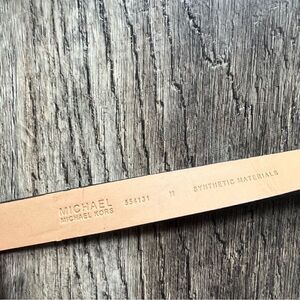 MICHAEL
MICHAEL KORS
554131
SYNTHETIC MATERIALS